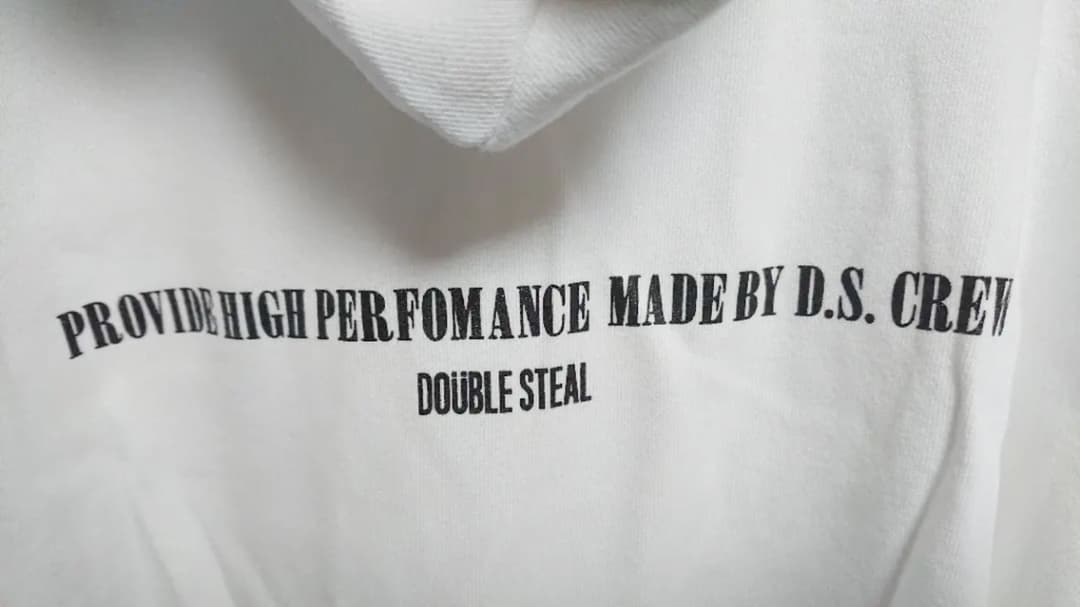 PROVIDE HIGH PERFOMANCE MADE BY D.S. CREW
DOÜBLE STEAL